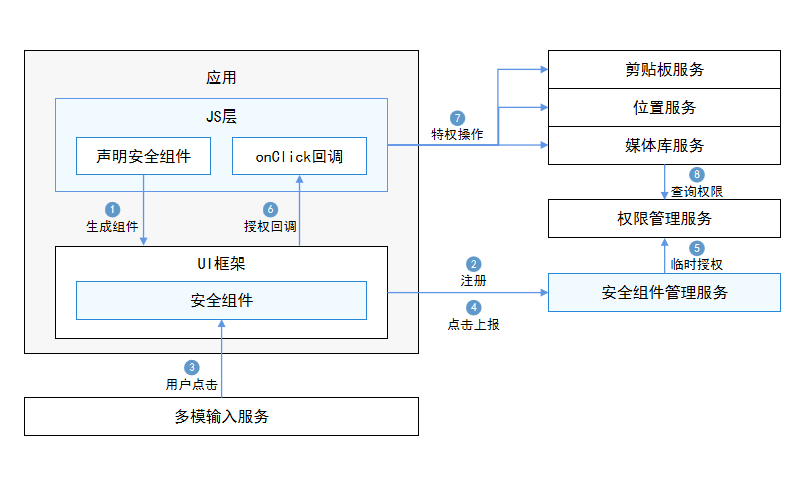 应用
JS层
声明安全组件
onClick回调
1
生成组件
6
授权回调
UI框架
安全组件
3
用户点击
多模输入服务
7
特权操作
2
注册
4
点击上报
剪贴板服务
位置服务
媒体库服务
8
查询权限
权限管理服务
5
临时授权
安全组件管理服务